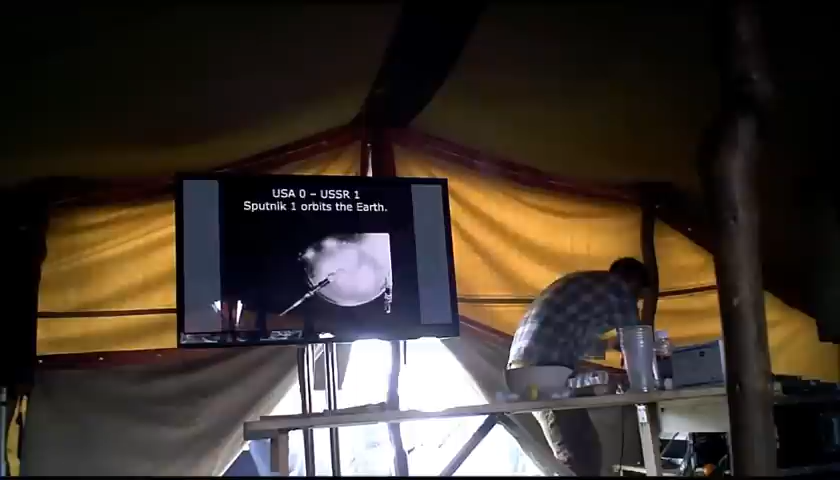 USA 0 – USSR 1
Sputnik 1 orbits the Earth.